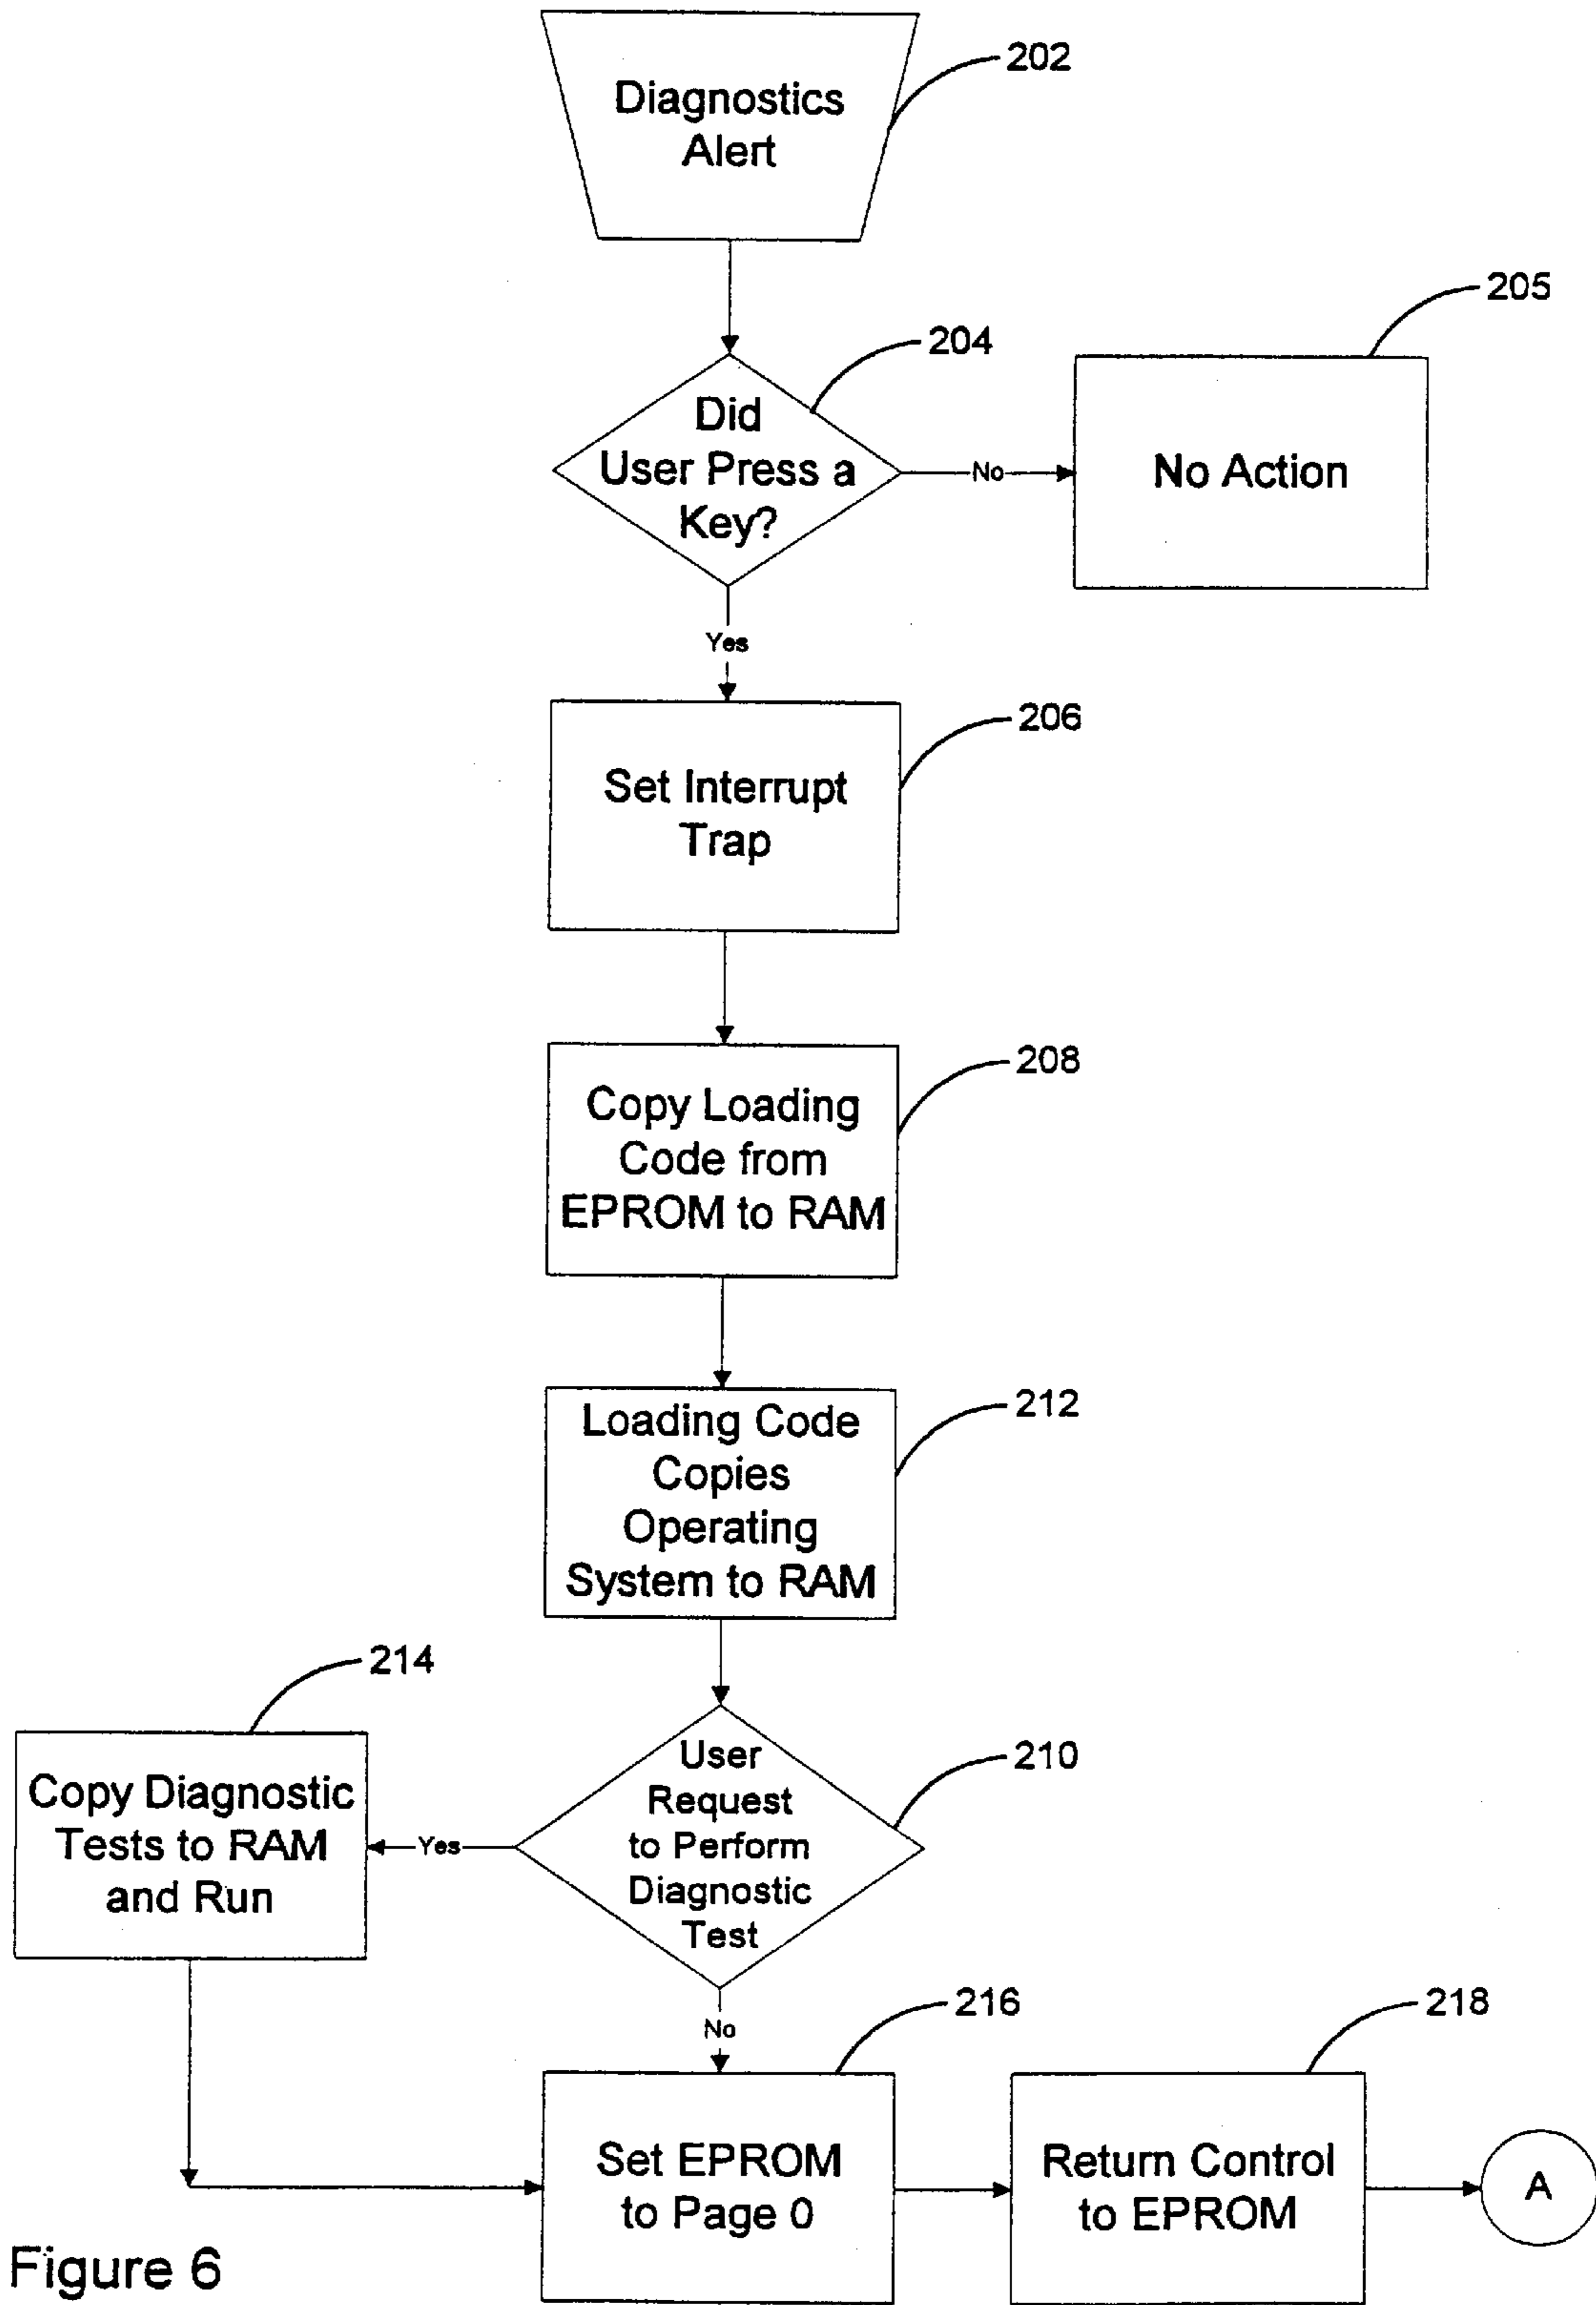 202
Diagnostics
Alert
205
204
Did
User Press a
Key?
No
No Action
Yes
206
Set Interrupt
Trap
208
Copy Loading
Code from
EPROM to RAM
212
Loading Code
Copies
Operating
System to RAM
214
210
User
Request
to Perform
Diagnostic
Test
Copy Diagnostic
Tests to RAM
and Run
Yes
No
216
218
Set EPROM
to Page 0
Return Control
to EPROM
A
Figure 6